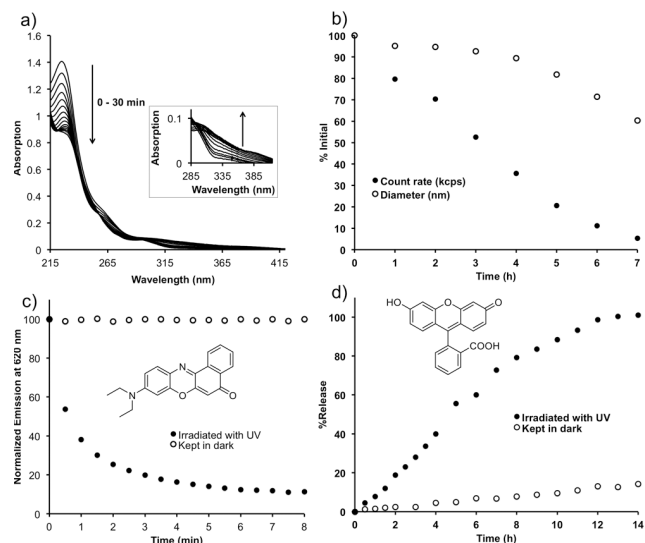 a)
1.6
1.4
1.2
1
0.8
0.6
0.4
0.2
0
Absorption
0 - 30 min
0.1
0
Absorption
285 335 385
Wavelength (nm)
215 265 315 365 415
Wavelength (nm)
b)
100
90
80
70
60
50
40
30
20
10
0
% Initial
Count rate (kcps)
Diameter (nm)
1 2 3 4 5 6 7
Time (h)
c)
100
80
60
40
20
0
Normalized Emission at 620 nm
N
N O O
Irradiated with UV
Kept in dark
0 1 2 3 4 5 6 7 8
Time (min)
d)
HO O O
COOH
100
80
60
40
20
0
%Release
Irradiated with UV
Kept in dark
0 2 4 6 8 10 12 14
Time (h)